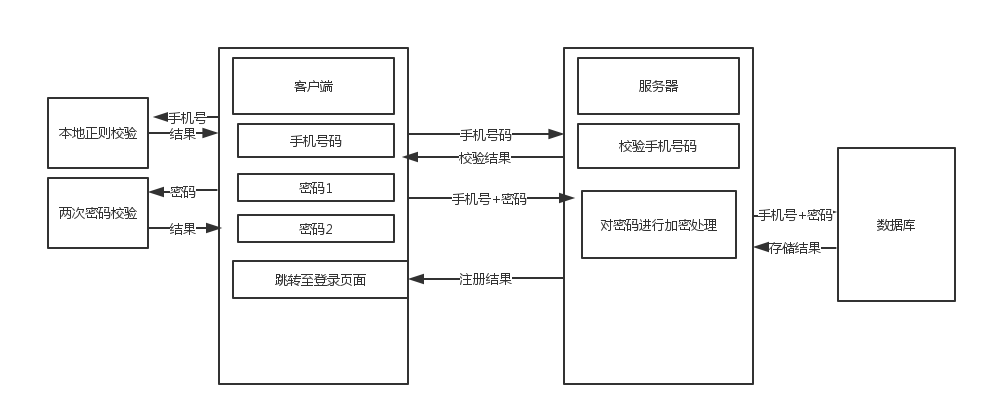 客户端
服务器
手机号
本地正则校验
结果
手机号码
手机号码
校验手机号码
校验结果
密码
密码1
手机号+密码
两次密码校验
结果
密码2
对密码进行加密处理
手机号+密码
数据库
存储结果
跳转至登录页面
注册结果